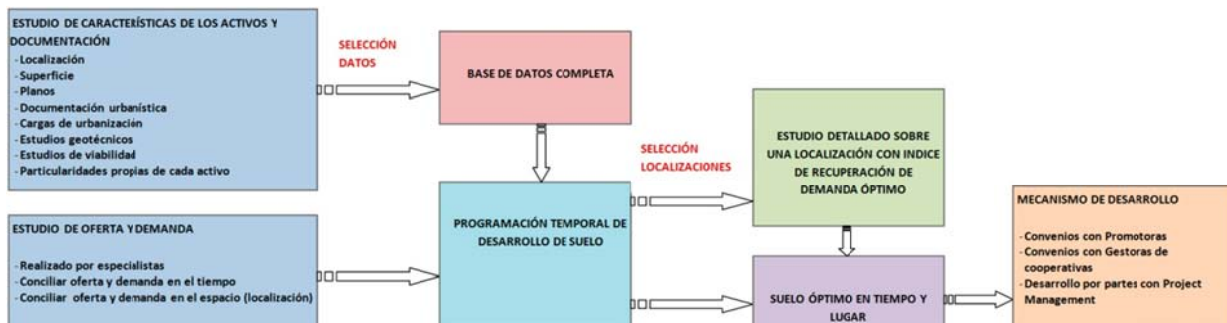 ESTUDIO DE CARACTERÍSTICAS DE LOS ACTIVOS Y
DOCUMENTACIÓN
- Localización
- Superficie
- Planos
- Documentación urbanística
- Cargas de urbanización
- Estudios geotécnicos
- Estudios de viabilidad
- Particularidades propias de cada activo
SELECCIÓN
DATOS
BASE DE DATOS COMPLETA
ESTUDIO DE OFERTA Y DEMANDA
- Realizado por especialistas
- Conciliar oferta y demanda en el tiempo
- Conciliar oferta y demanda en el espacio (localización)
PROGRAMACIÓN TEMPORAL DE
DESARROLLO DE SUELO
SELECCIÓN
LOCALIZACIONES
ESTUDIO DETALLADO SOBRE
UNA LOCALIZACIÓN CON INDICE
DE RECUPERACIÓN DE
DEMANDA ÓPTIMO
SUELO ÓPTIMO EN TIEMPO Y
LUGAR
MECANISMO DE DESARROLLO
- Convenios con Promotoras
- Convenios con Gestoras de
cooperativas
- Desarrollo por partes con Project
Management